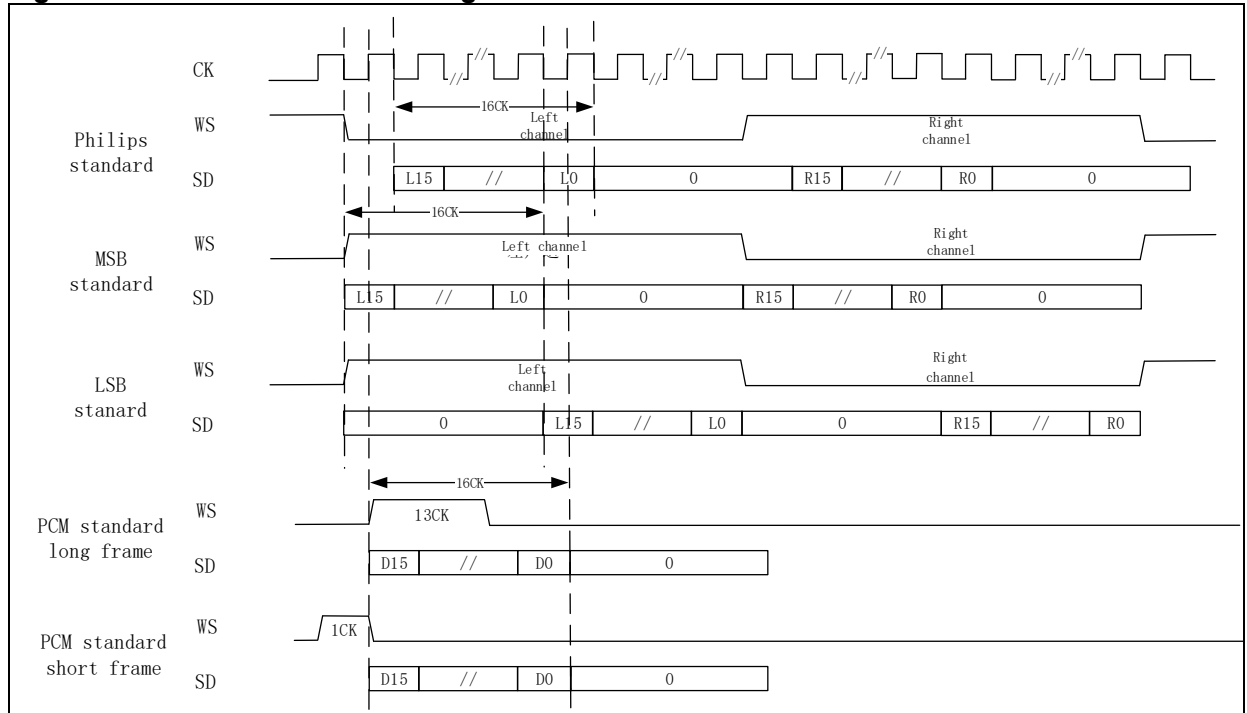 CK
//
//
//
//
//
//
//
//
16CK
Philips
standard
WS
Left
channel
Right
channel
SD
L15
//
L0
0
R15
//
R0
0
16CK
MSB
standard
WS
Left channel
Right
channel
SD
L15
//
L0
0
R15
//
R0
0
LSB
stanard
WS
Left
channel
Right
channel
SD
0
L15
//
L0
0
R15
//
R0
16CK
PCM standard
long frame
WS
13CK
SD
D15
//
D0
0
PCM standard
short frame
WS
1CK
SD
D15
//
D0
0